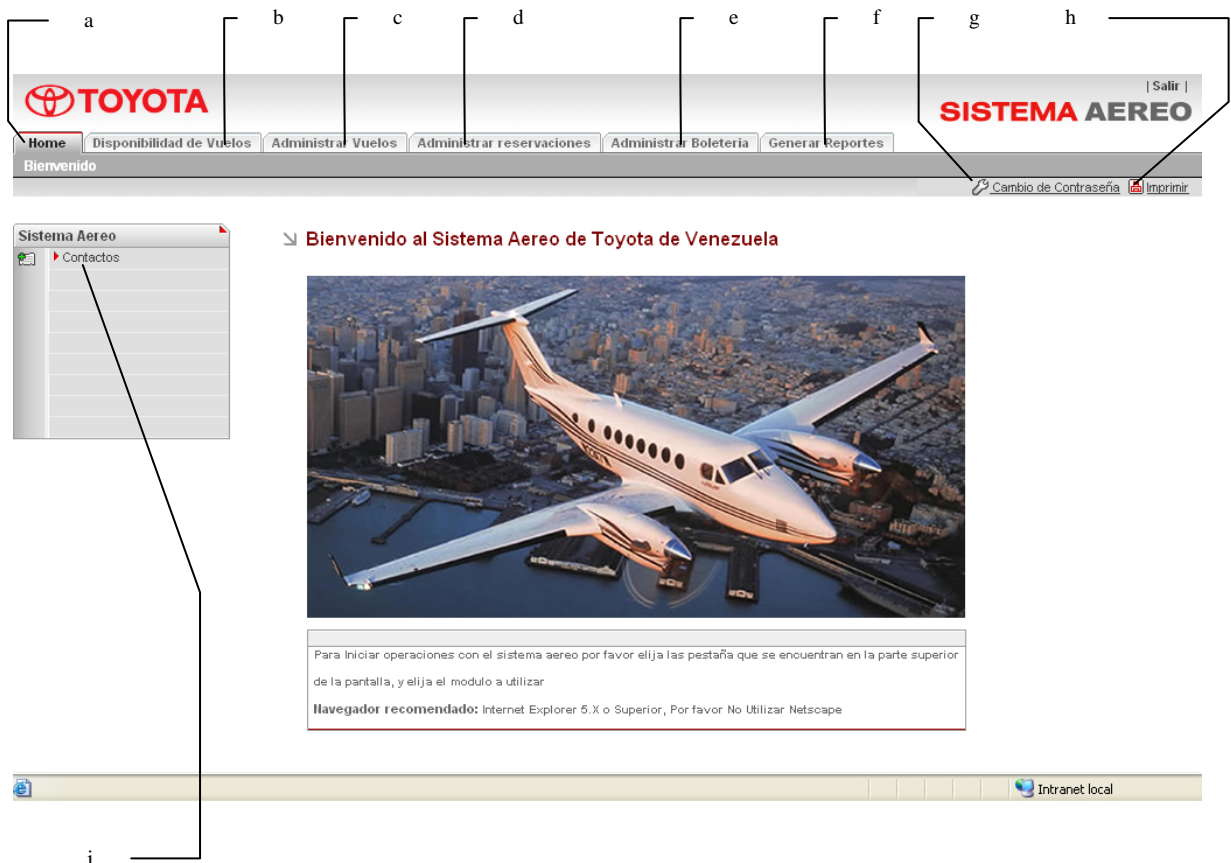 a b c d e f g h
TOYOTA
| Salir |
SISTEMA AEREO
Home Disponibilidad de Vuelos Administrar Vuelos Administrar reservaciones Administrar Boleteria Generar Reportes
Bienvenido
Cambio de Contraseña Imprimir
Sistema Aereo
Contactos
Bienvenido al Sistema Aereo de Toyota de Venezuela
Para Iniciar operaciones con el sistema aereo por favor elija las pestaña que se encuentran en la parte superior
de la pantalla, y elija el modulo a utilizar
Navegador recomendado: Internet Explorer 5.X o Superior, Por favor No Utilizar Netscape
Intranet local
i